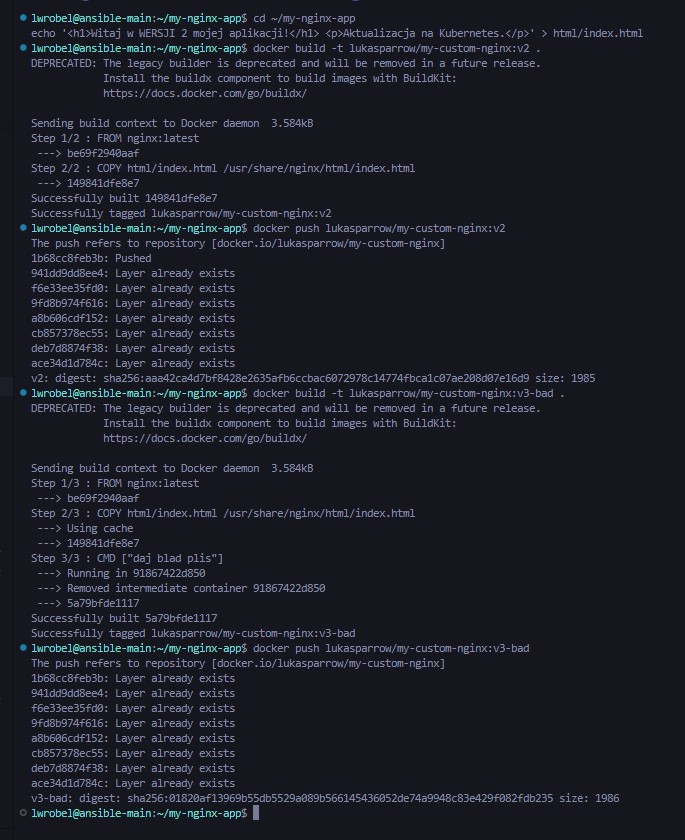 lwrobel@ansible-main:~/my-nginx-app$ cd ~/my-nginx-app
echo '<h1>Witaj w WERSJI 2 mojej aplikacji!</h1> <p>Aktualizacja na Kubernetes.</p>' > html/index.html
lwrobel@ansible-main:~/my-nginx-app$ docker build -t lukasparrow/my-custom-nginx:v2 .
DEPRECATED: The legacy builder is deprecated and will be removed in a future release.
            Install the buildx component to build images with BuildKit:
            https://docs.docker.com/go/buildx/

Sending build context to Docker daemon  3.584kB
Step 1/2 : FROM nginx:latest
 ---> be69f2940aaf
Step 2/2 : COPY html/index.html /usr/share/nginx/html/index.html
 ---> 149841dfe8e7
Successfully built 149841dfe8e7
Successfully tagged lukasparrow/my-custom-nginx:v2
lwrobel@ansible-main:~/my-nginx-app$ docker push lukasparrow/my-custom-nginx:v2
The push refers to repository [docker.io/lukasparrow/my-custom-nginx]
1b68cc8feb3b: Pushed
941dd9dd8ee4: Layer already exists
f6e33ee35fd0: Layer already exists
9fd8b974f616: Layer already exists
a8b606cdf152: Layer already exists
cb857378ec55: Layer already exists
deb7d8874f38: Layer already exists
ace34d1d784c: Layer already exists
v2: digest: sha256:aaa42ca4d7bf8428e2635afb6ccbac6072978c14774fbca1c07ae208d07e16d9 size: 1985
lwrobel@ansible-main:~/my-nginx-app$ docker build -t lukasparrow/my-custom-nginx:v3-bad .
DEPRECATED: The legacy builder is deprecated and will be removed in a future release.
            Install the buildx component to build images with BuildKit:
            https://docs.docker.com/go/buildx/

Sending build context to Docker daemon  3.584kB
Step 1/3 : FROM nginx:latest
 ---> be69f2940aaf
Step 2/3 : COPY html/index.html /usr/share/nginx/html/index.html
 ---> Using cache
 ---> 149841dfe8e7
Step 3/3 : CMD ["daj blad plis"]
 ---> Running in 91867422d850
 ---> Removed intermediate container 91867422d850
 ---> 5a79bfde1117
Successfully built 5a79bfde1117
Successfully tagged lukasparrow/my-custom-nginx:v3-bad
lwrobel@ansible-main:~/my-nginx-app$ docker push lukasparrow/my-custom-nginx:v3-bad
The push refers to repository [docker.io/lukasparrow/my-custom-nginx]
1b68cc8feb3b: Layer already exists
941dd9dd8ee4: Layer already exists
f6e33ee35fd0: Layer already exists
9fd8b974f616: Layer already exists
a8b606cdf152: Layer already exists
cb857378ec55: Layer already exists
deb7d8874f38: Layer already exists
ace34d1d784c: Layer already exists
v3-bad: digest: sha256:01820af13969b55db5529a089b566145436052de74a9948c83e429f082fdb235 size: 1986
lwrobel@ansible-main:~/my-nginx-app$